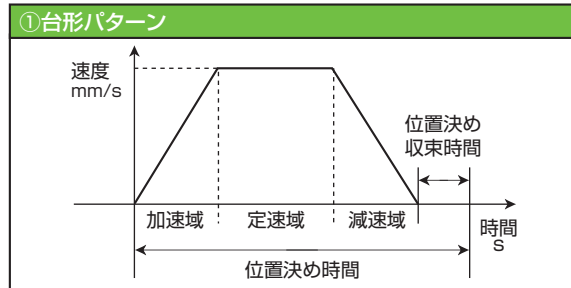 ①台形パターン
速度
mm/s
位置決め
収束時間
加速域
定速域
減速域
時間
s
位置決め時間